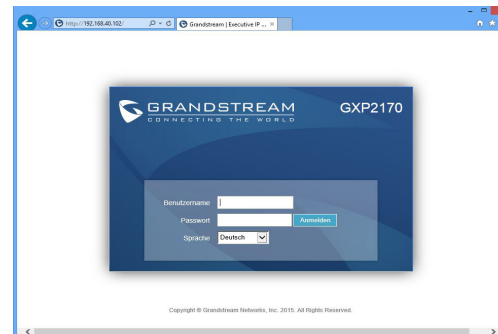 http://192.168.40.102/
Grandstream | Executive IP ...
GRANDSTREAM
CONNECTING THE WORLD
GXP2170
Benutzername
Passwort
Anmelden
Sprache
Deutsch
Copyright © Grandstream Networks, Inc. 2015. All Rights Reserved.